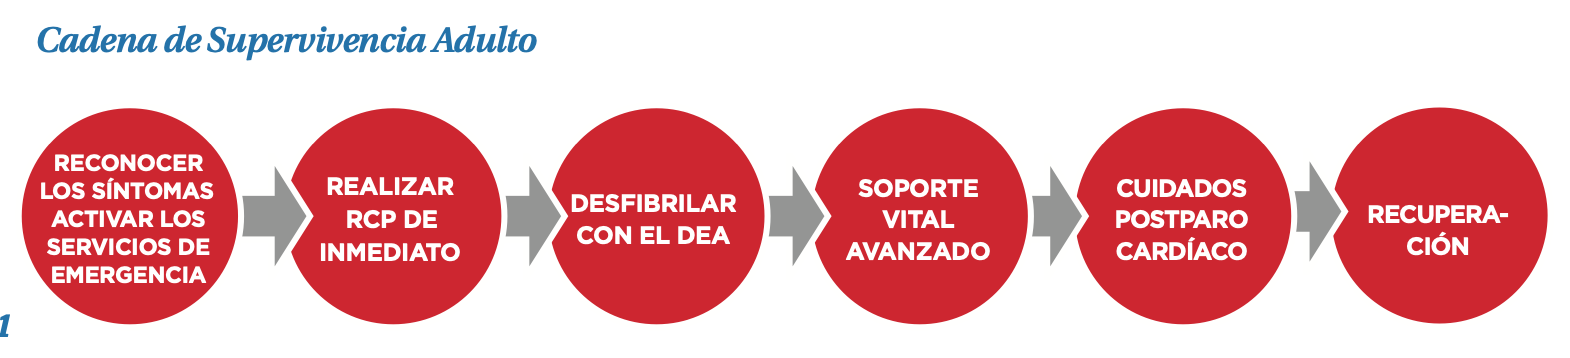 Cadena de Supervivencia Adulto
RECONOCER
LOS SÍNTOMAS
ACTIVAR LOS
SERVICIOS DE
EMERGENCIA
REALIZAR
RCP DE
INMEDIATO
DESFIBRILAR
CON EL DEA
SOPORTE
VITAL
AVANZADO
CUIDADOS
POSTPARO
CARDÍACO
RECUPERA-
CIÓN
1